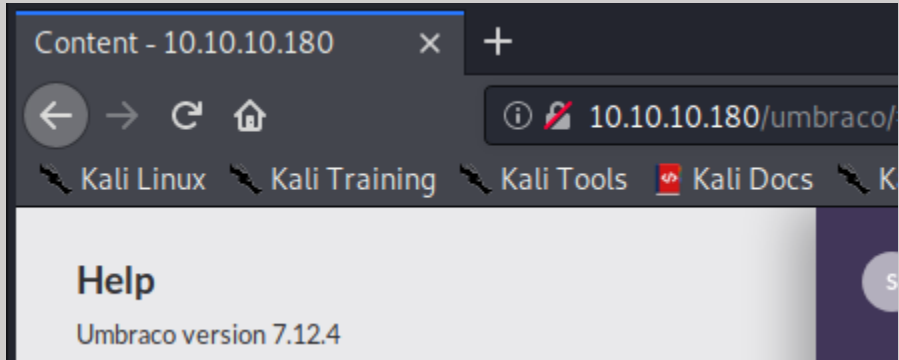 Content - 10.10.10.180
10.10.10.180/umbraco/
Kali Linux Kali Training Kali Tools Kali Docs K
Help
S
Umbraco version 7.12.4